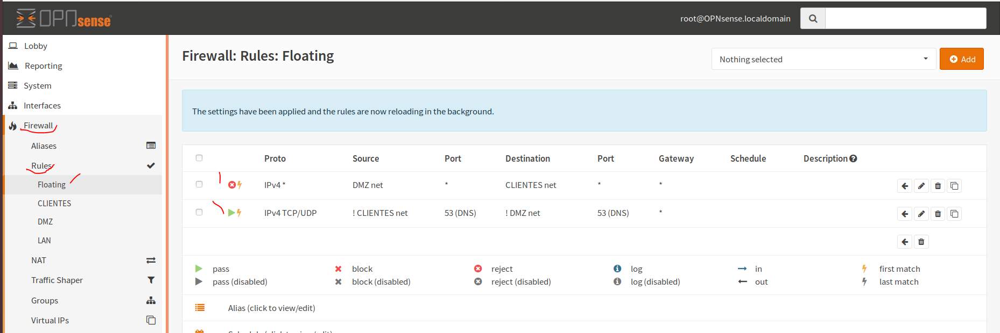 OPNsense®
root@OPNsense.localdomain
Lobby
Reporting
System
Interfaces
Firewall
Aliases
Rules
Floating
CLIENTES
DMZ
LAN
NAT
Traffic Shaper
Groups
Virtual IPs
Firewall: Rules: Floating
Nothing selected
Add
The settings have been applied and the rules are now reloading in the background.
Proto Source Port Destination Port Gateway Schedule Description
IPv4 * DMZ net * CLIENTES net * *
IPv4 TCP/UDP ! CLIENTES net 53 (DNS) ! DMZ net 53 (DNS) *
pass block reject log in first match
pass (disabled) block (disabled) reject (disabled) log (disabled) out last match
Alias (click to view/edit)